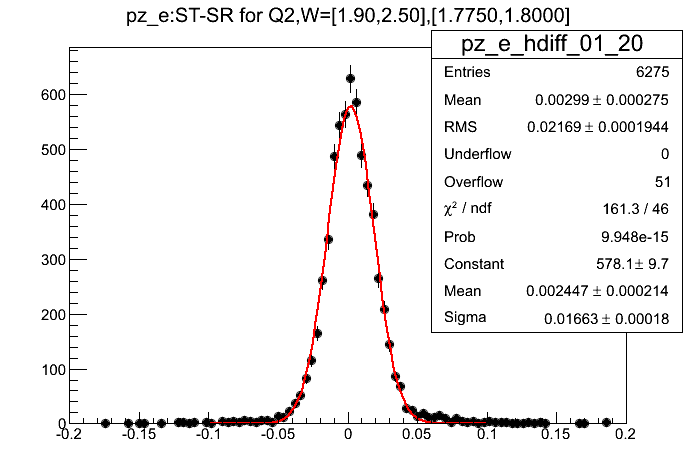 pz_e:ST-SR for Q2,W=[1.90,2.50],[1.7750,1.8000]
pz_e_hdiff_01_20
Entries 6275
Mean 0.00299 ± 0.000275
RMS 0.02169 ± 0.0001944
Underflow 0
Overflow 51
χ² / ndf 161.3 / 46
Prob 9.948e-15
Constant 578.1 ± 9.7
Mean 0.002447 ± 0.000214
Sigma 0.01663 ± 0.00018
600
500
400
300
200
100
0
-0.2 -0.15 -0.1 -0.05 0 0.05 0.1 0.15 0.2